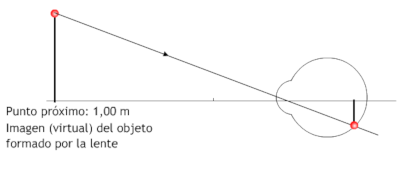 Punto próximo: 1,00 m
Imagen (virtual) del objeto
formado por la lente